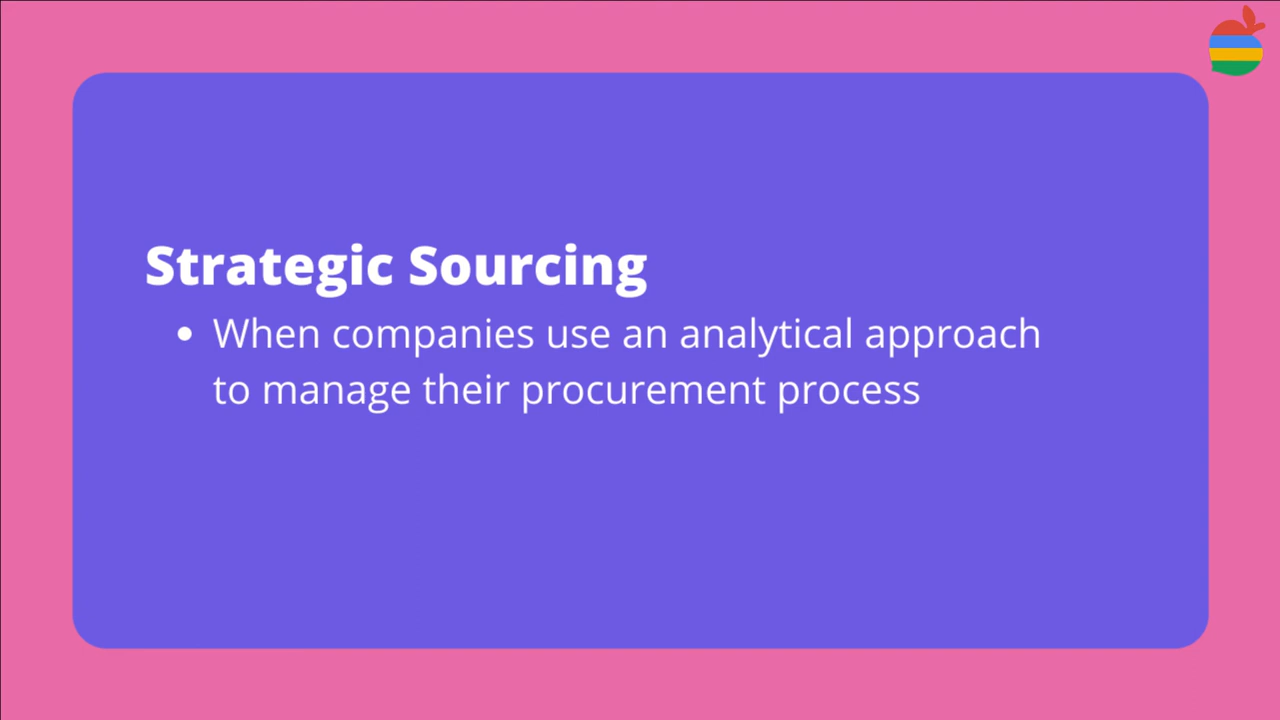 Strategic Sourcing
• When companies use an analytical approach
to manage their procurement process